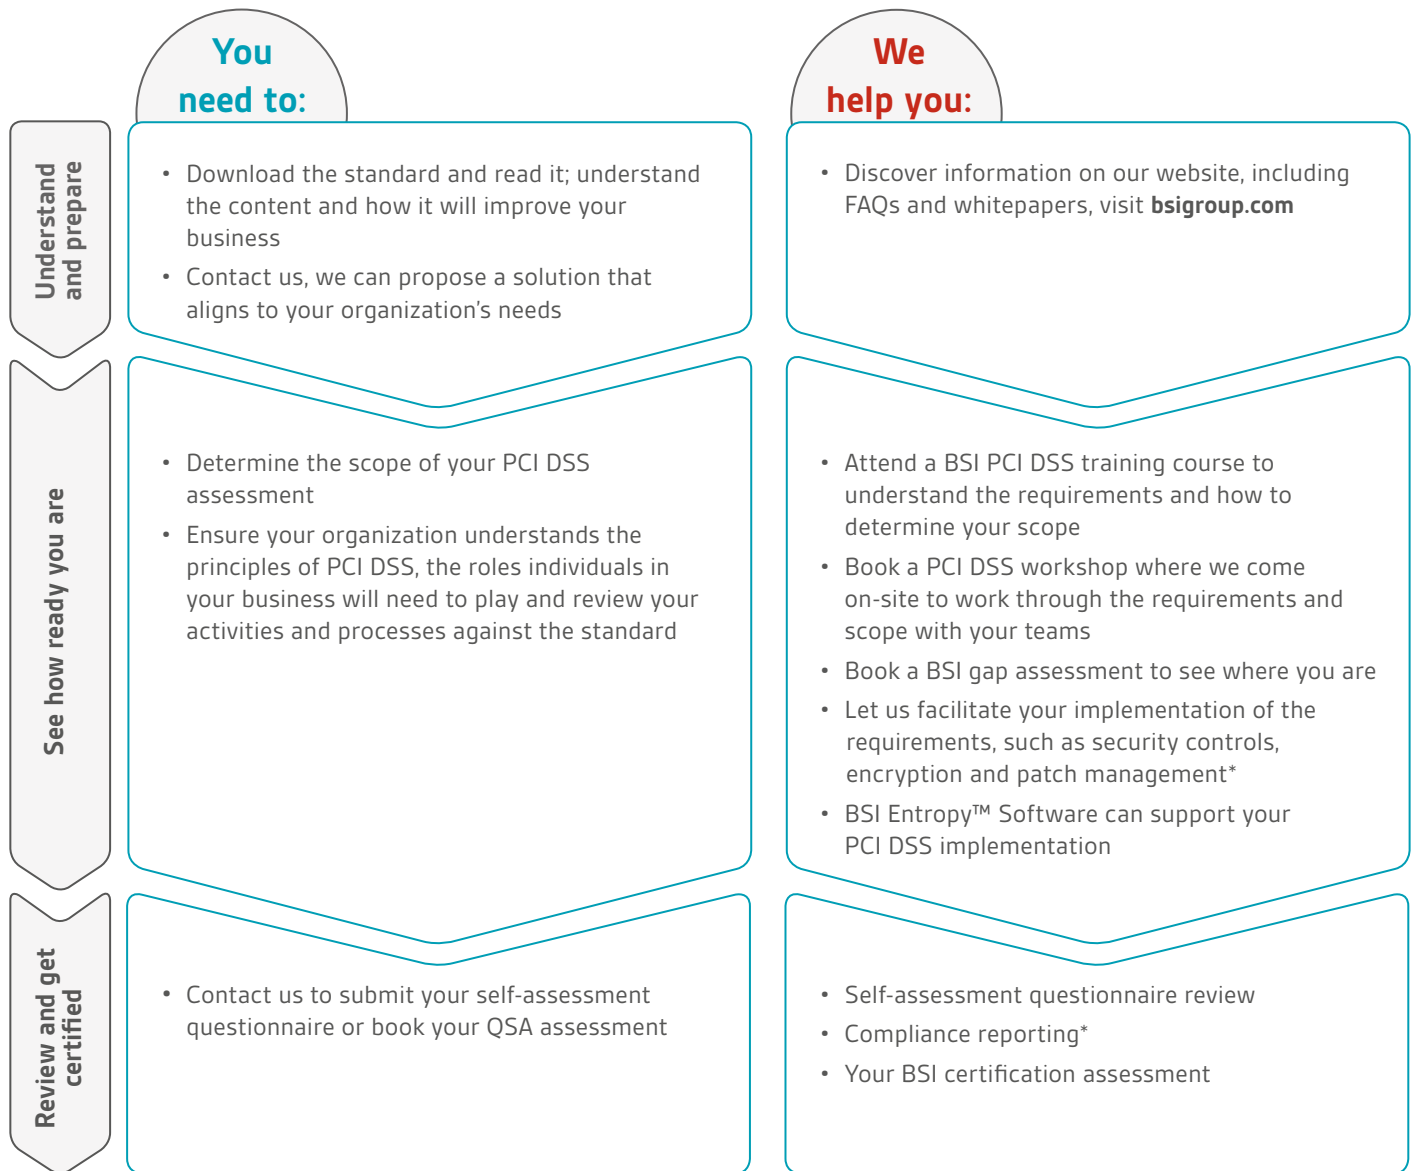 You
need to:
We
help you:
Understand
and prepare
• Download the standard and read it; understand
the content and how it will improve your
business
• Contact us, we can propose a solution that
aligns to your organization's needs
• Discover information on our website, including
FAQs and whitepapers, visit bsigroup.com
See how ready you are
• Determine the scope of your PCI DSS
assessment
• Ensure your organization understands the
principles of PCI DSS, the roles individuals in
your business will need to play and review your
activities and processes against the standard
• Attend a BSI PCI DSS training course to
understand the requirements and how to
determine your scope
• Book a PCI DSS workshop where we come
on-site to work through the requirements and
scope with your teams
• Book a BSI gap assessment to see where you are
• Let us facilitate your implementation of the
requirements, such as security controls,
encryption and patch management*
• BSI Entropy™ Software can support your
PCI DSS implementation
Review and get
certified
• Contact us to submit your self-assessment
questionnaire or book your QSA assessment
• Self-assessment questionnaire review
• Compliance reporting*
• Your BSI certification assessment